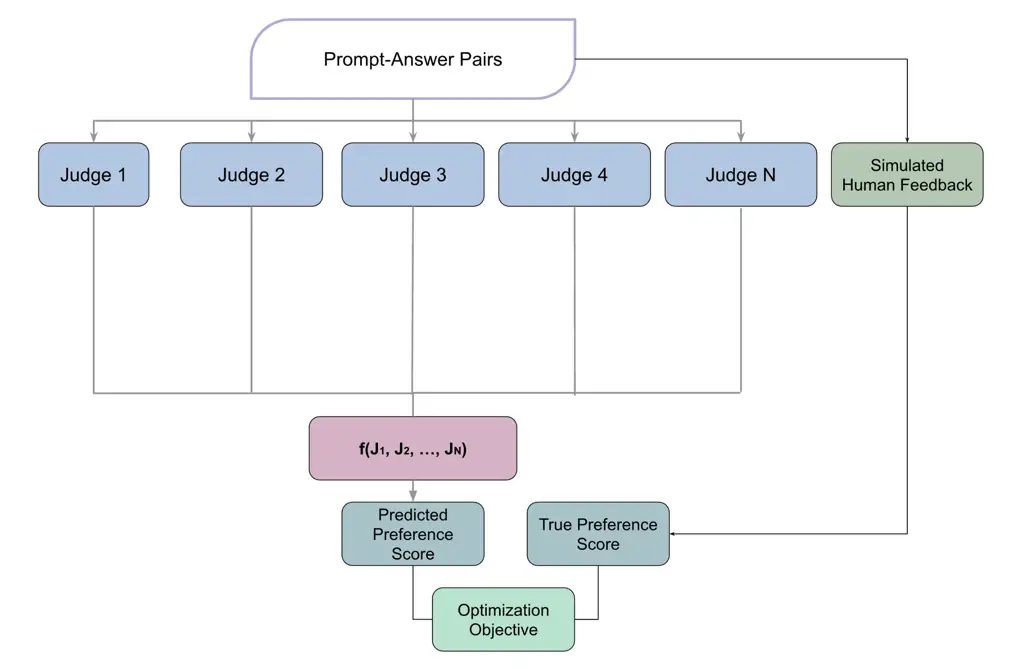 Prompt-Answer Pairs
Judge 1
Judge 2
Judge 3
Judge 4
Judge N
Simulated
Human Feedback
f(J₁, J₂, …, Jɴ)
Predicted
Preference
Score
True Preference
Score
Optimization
Objective